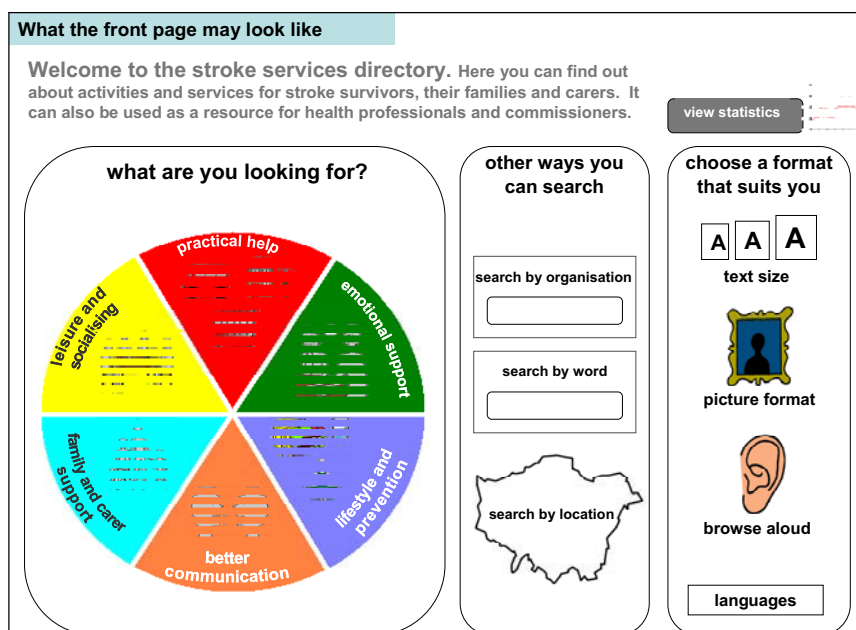 What the front page may look like
Welcome to the stroke services directory. Here you can find out
about activities and services for stroke survivors, their families and carers. It
can also be used as a resource for health professionals and commissioners.
view statistics
what are you looking for?
practical help
emotional support
lifestyle and
prevention
better
communication
family and carer
support
leisure and
socialising
other ways you
can search
search by organisation
search by word
search by location
choose a format
that suits you
A A A
text size
picture format
browse aloud
languages